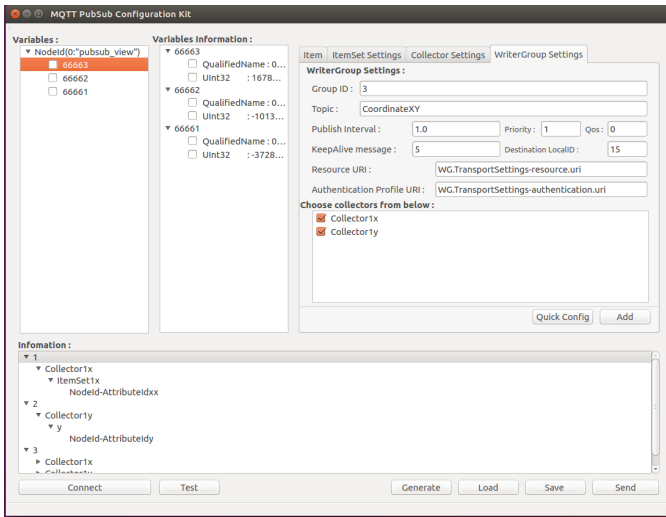 MQTT PubSub Configuration Kit
Variables :
NodeId(0:"pubsub_view")
66663
66662
66661
Variables Information :
66663
QualifiedName : 0...
UInt32 : 1678...
66662
QualifiedName : 0...
UInt32 :-1013...
66661
QualifiedName : 0...
UInt32 :-3728...
Item ItemSet Settings Collector Settings WriterGroup Settings
WriterGroup Settings :
Group ID : 3
Topic : CoordinateXY
Publish Interval : 1.0 Priority : 1 Qos : 0
KeepAlive message : 5 Destination LocalID : 15
Resource URI : WG.TransportSettings-resource.uri
Authentication Profile URI : WG.TransportSettings-authentication.uri
Choose collectors from below :
Collector1x
Collector1y
Quick Config Add
Infomation :
1
Collector1x
ItemSet1x
NodeId-AttributeIdxx
2
Collector1y
y
NodeId-AttributeIdy
3
Collector1x
Collector1y
Connect Test Generate Load Save Send